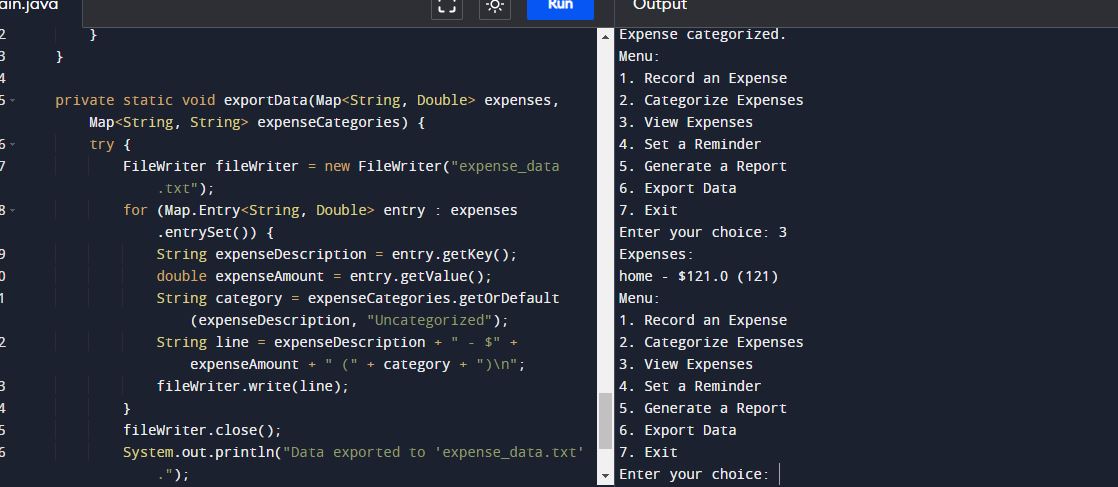 ain.java
Run
Output
2 }
3 }
4
5 private static void exportData(Map<String, Double> expenses,
Map<String, String> expenseCategories) {
6 try {
7 FileWriter fileWriter = new FileWriter("expense_data
.txt");
8 for (Map.Entry<String, Double> entry : expenses
.entrySet()) {
9 String expenseDescription = entry.getKey();
0 double expenseAmount = entry.getValue();
1 String category = expenseCategories.getOrDefault
(expenseDescription, "Uncategorized");
2 String line = expenseDescription + " - $" +
expenseAmount + " (" + category + ")\n";
3 fileWriter.write(line);
4 }
5 fileWriter.close();
6 System.out.println("Data exported to 'expense_data.txt'
.");
Expense categorized.
Menu:
1. Record an Expense
2. Categorize Expenses
3. View Expenses
4. Set a Reminder
5. Generate a Report
6. Export Data
7. Exit
Enter your choice: 3
Expenses:
home - $121.0 (121)
Menu:
1. Record an Expense
2. Categorize Expenses
3. View Expenses
4. Set a Reminder
5. Generate a Report
6. Export Data
7. Exit
Enter your choice: